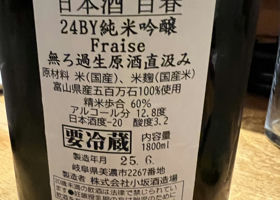 日本酒 百春
24BY純米吟醸
Fraise
無ろ過生原酒直汲み
原材料 米(国産)、米麹(国産米)
富山県産五百万石100%使用
精米歩合 60%
アルコール分 12.8度
日本酒度-20 酸度3.2
要冷蔵
内容量
1800ml
製造年月 25.6.
岐阜県美濃市2267番地
製造者 株式会社小坂酒造場